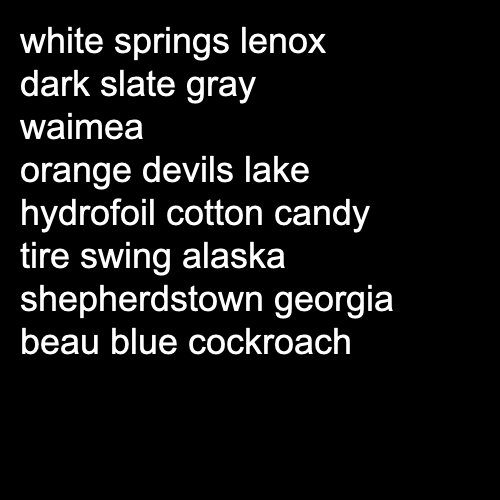 white springs lenox
dark slate gray
waimea
orange devils lake
hydrofoil cotton candy
tire swing alaska
shepherdstown georgia
beau blue cockroach